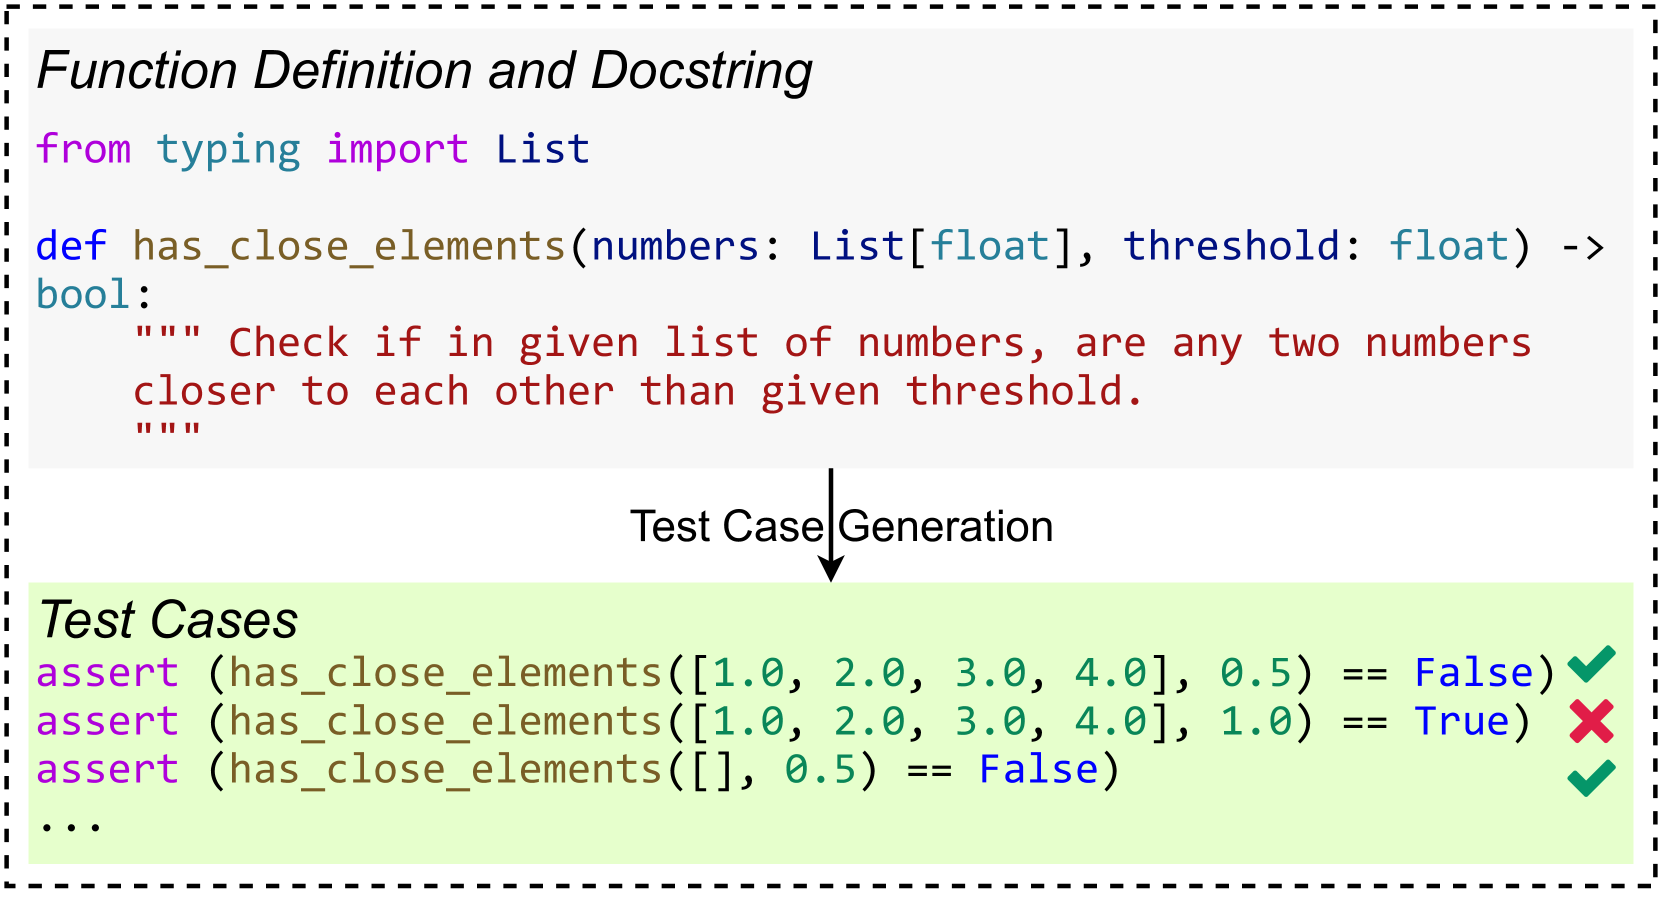 Function Definition and Docstring
from typing import List
def has_close_elements(numbers: List[float], threshold: float) ->
bool:
""" Check if in given list of numbers, are any two numbers
closer to each other than given threshold.
"""
Test Case Generation
Test Cases
assert (has_close_elements([1.0, 2.0, 3.0, 4.0], 0.5) == False)
assert (has_close_elements([1.0, 2.0, 3.0, 4.0], 1.0) == True)
assert (has_close_elements([], 0.5) == False)
...